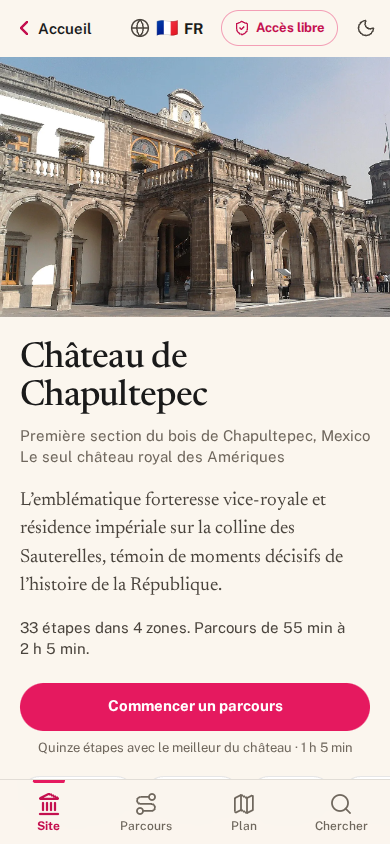 Accueil
FR
Accès libre
Château de
Chapultepec
Première section du bois de Chapultepec, Mexico
Le seul château royal des Amériques
L’emblématique forteresse vice-royale et
résidence impériale sur la colline des
Sauterelles, témoin de moments décisifs de
l’histoire de la République.
33 étapes dans 4 zones. Parcours de 55 min à
2 h 5 min.
Commencer un parcours
Quinze étapes avec le meilleur du château · 1 h 5 min
Site
Parcours
Plan
Chercher